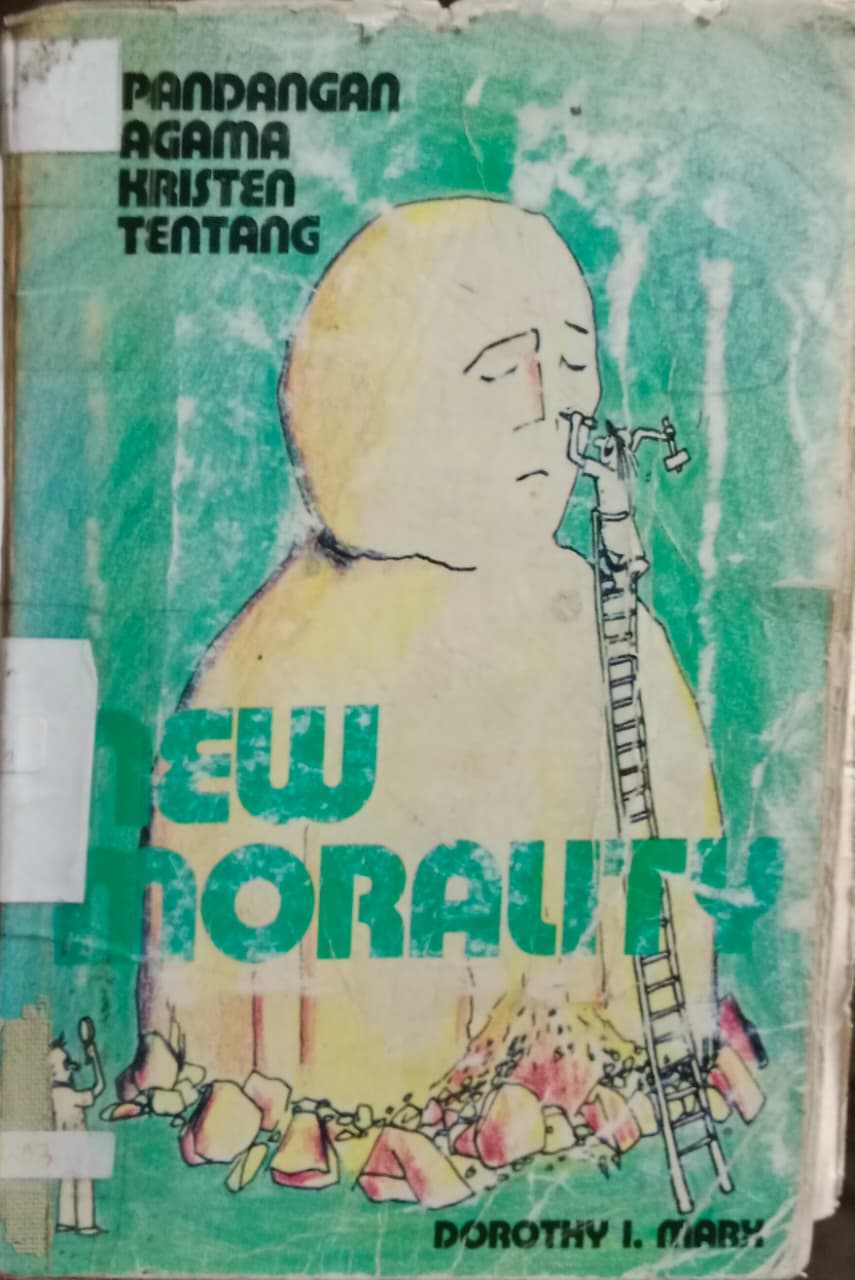 PANDANGAN
AGAMA
KRISTEN
TENTANG
NEW
MORALITY
DOROTHY I. MARX